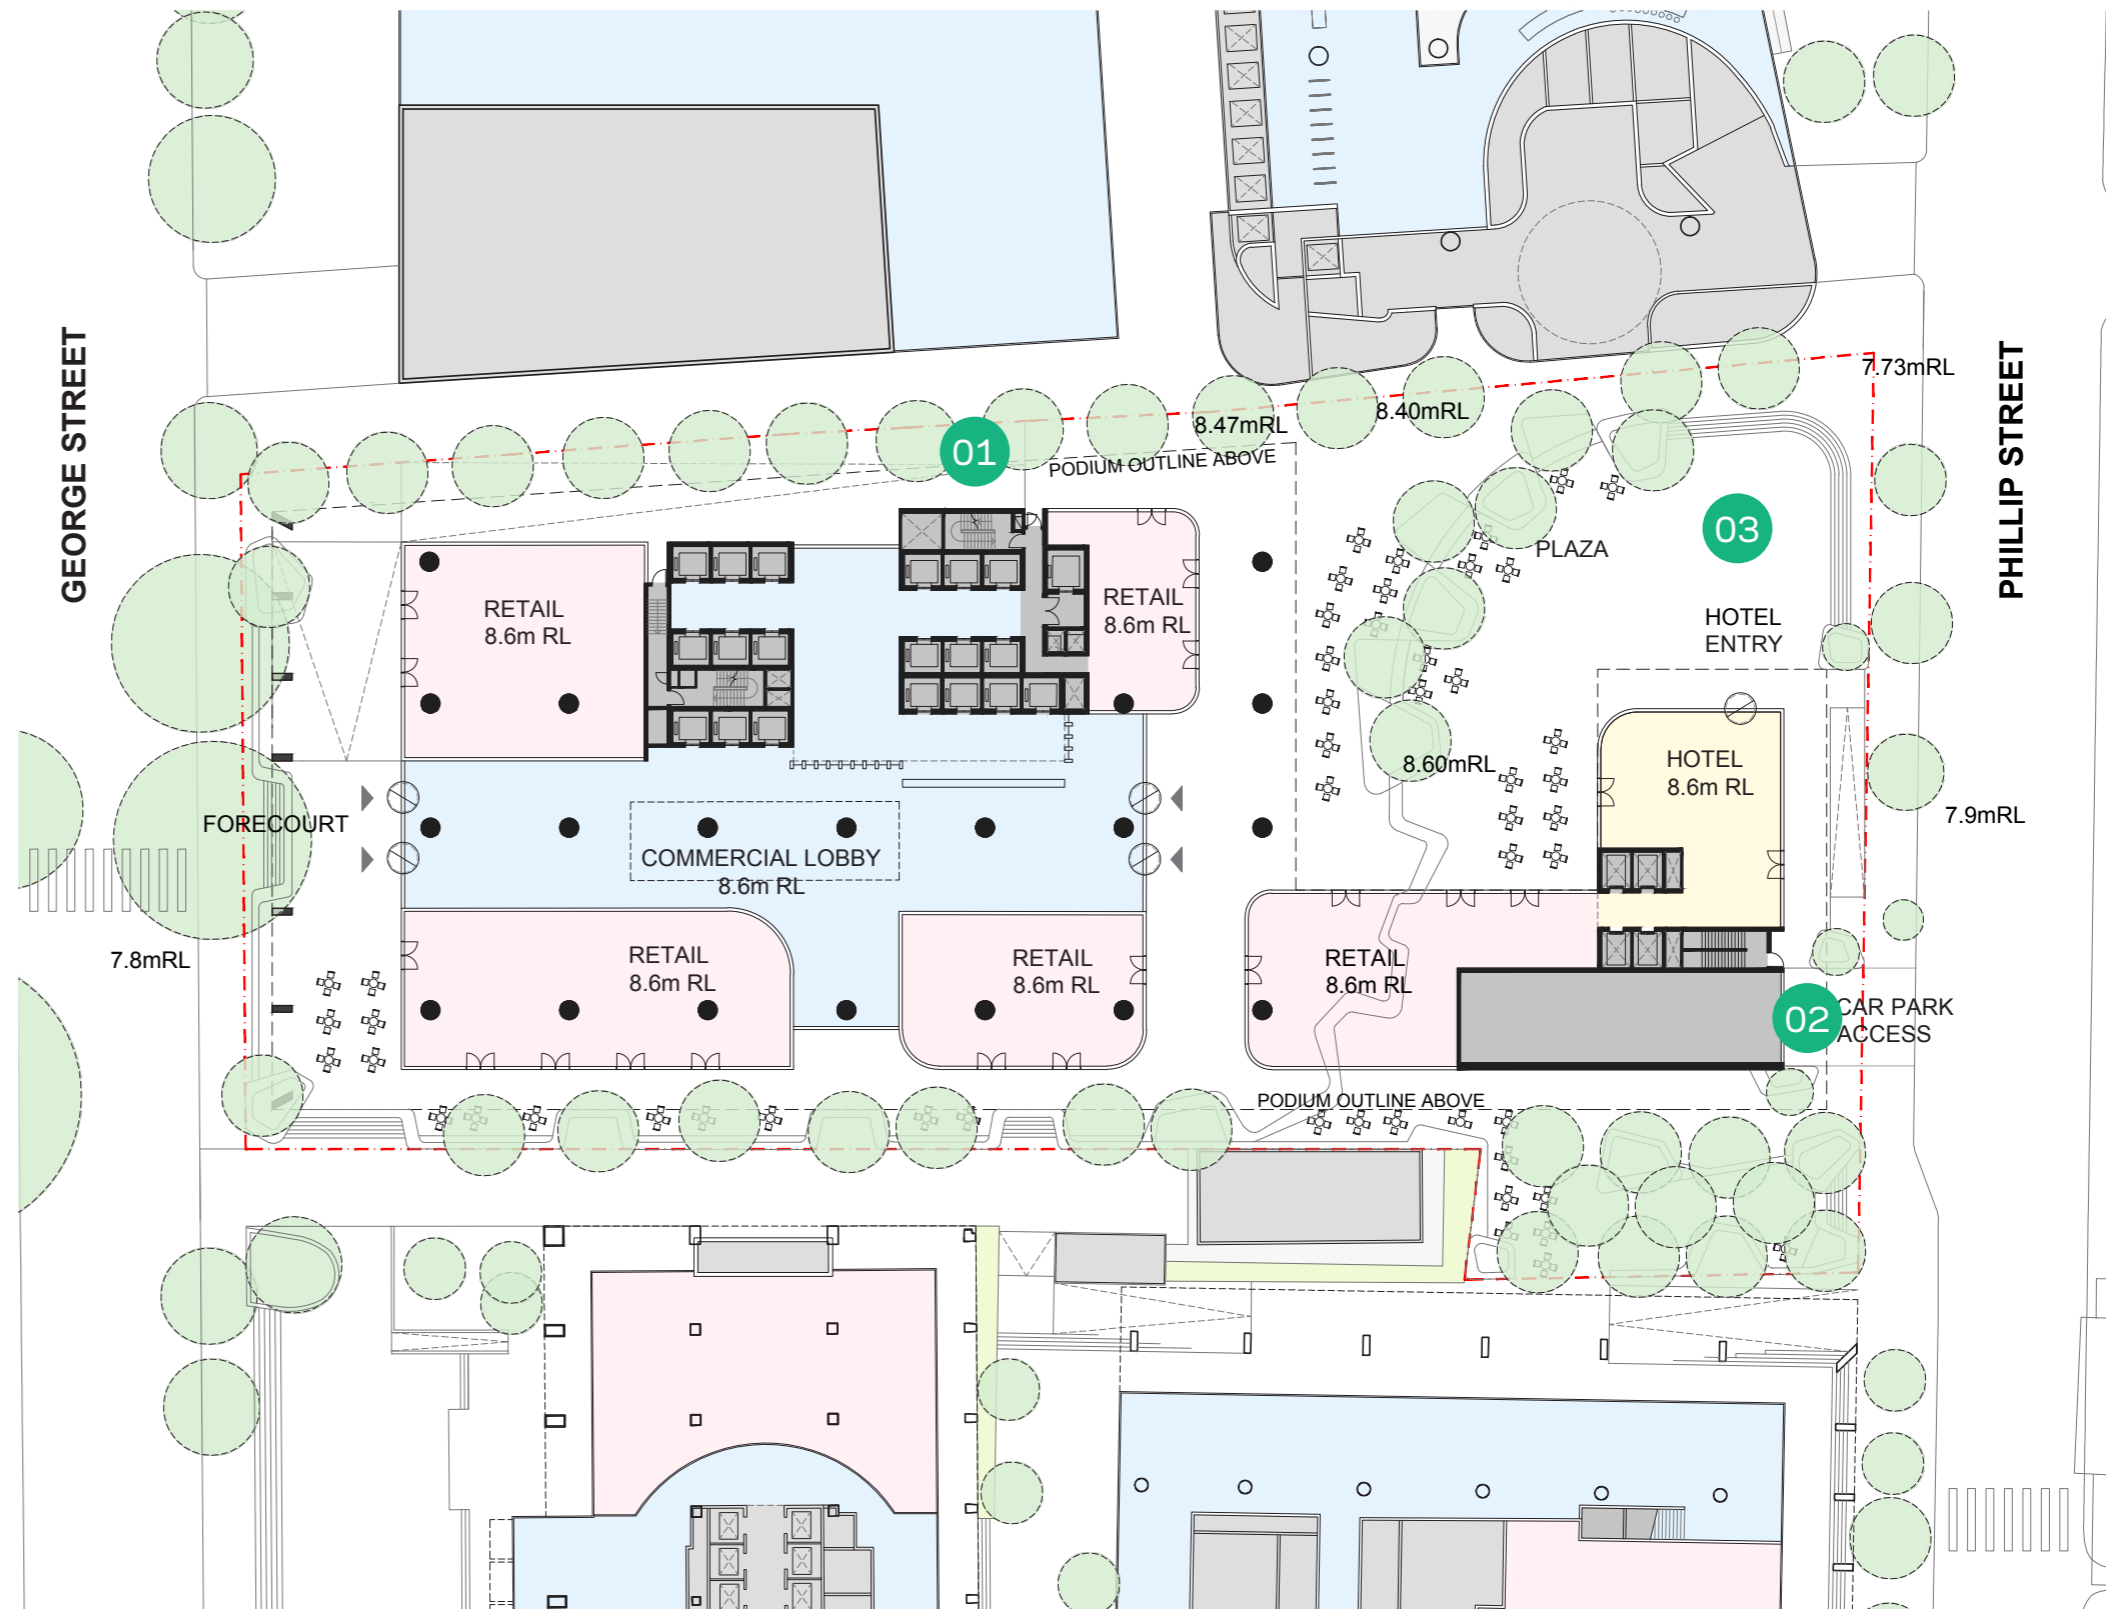 GEORGE STREET
PHILLIP STREET
7.73mRL
8.47mRL
8.40mRL
01
PODIUM OUTLINE ABOVE
03
PLAZA
RETAIL
8.6m RL
RETAIL
8.6m RL
HOTEL
ENTRY
8.60mRL
HOTEL
8.6m RL
FORECOURT
7.9mRL
COMMERCIAL LOBBY
8.6m RL
7.8mRL
RETAIL
8.6m RL
RETAIL
8.6m RL
RETAIL
8.6m RL
02
CAR PARK
ACCESS
PODIUM OUTLINE ABOVE